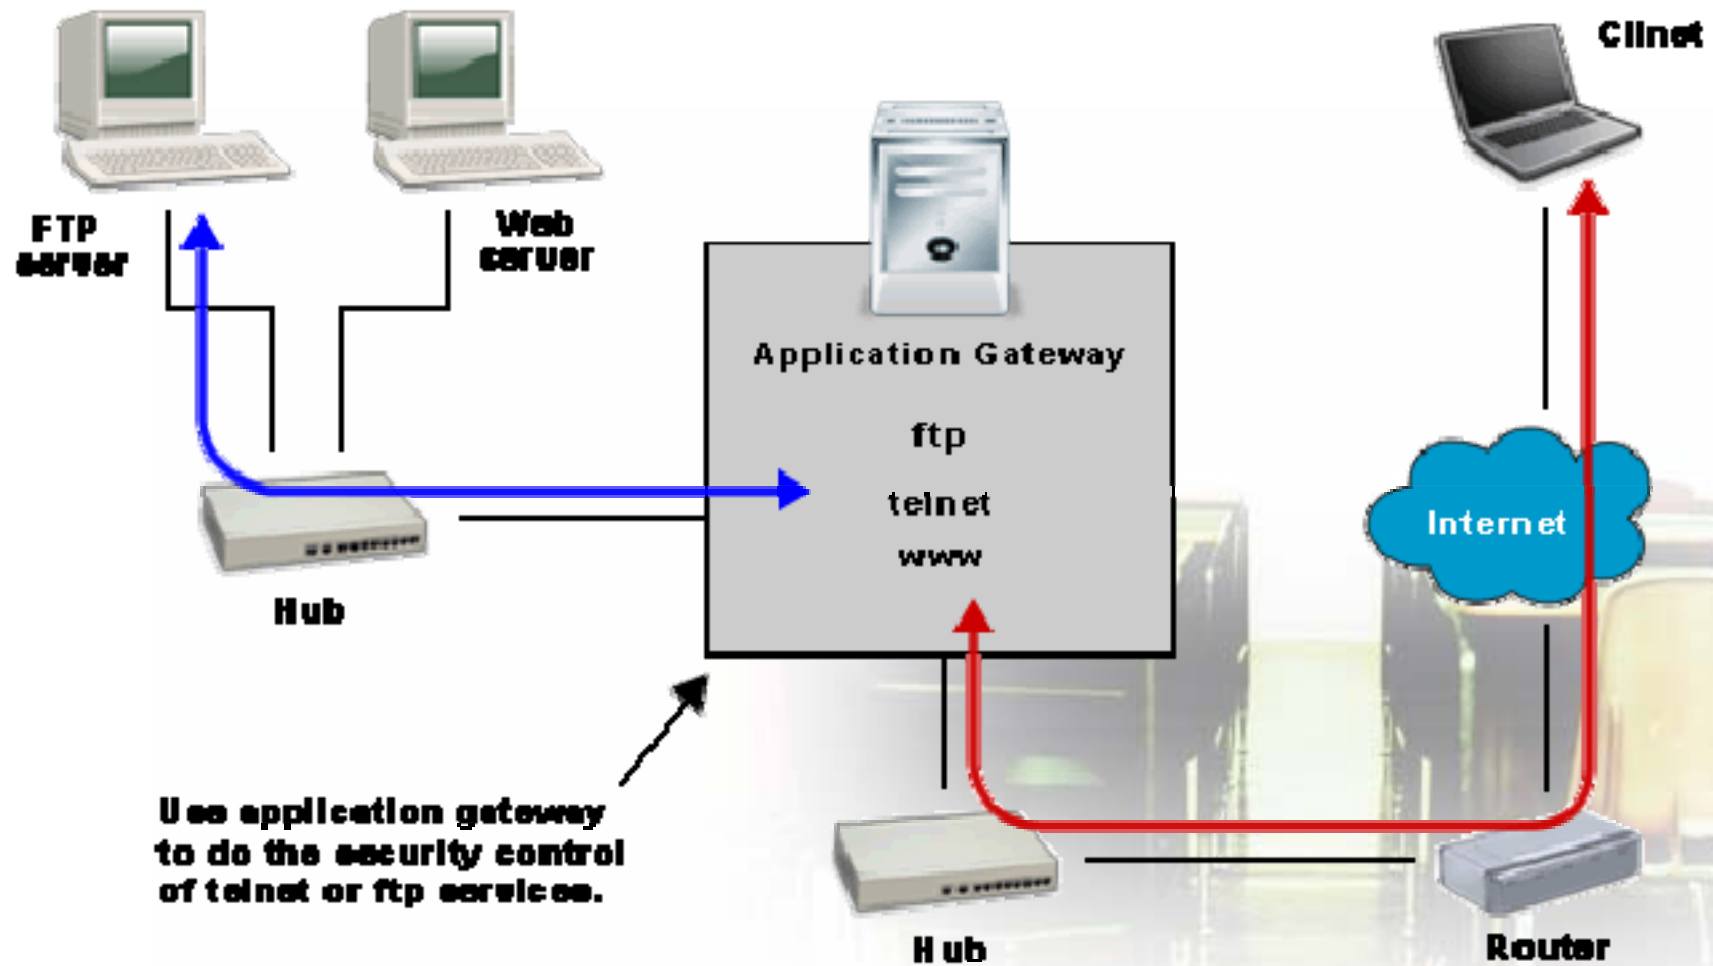 Clinet
FTP
server
Web
server
Application Gateway
ftp
telnet
www
Internet
Hub
Use application gateway
to do the security control
of telnet or ftp services.
Hub
Router